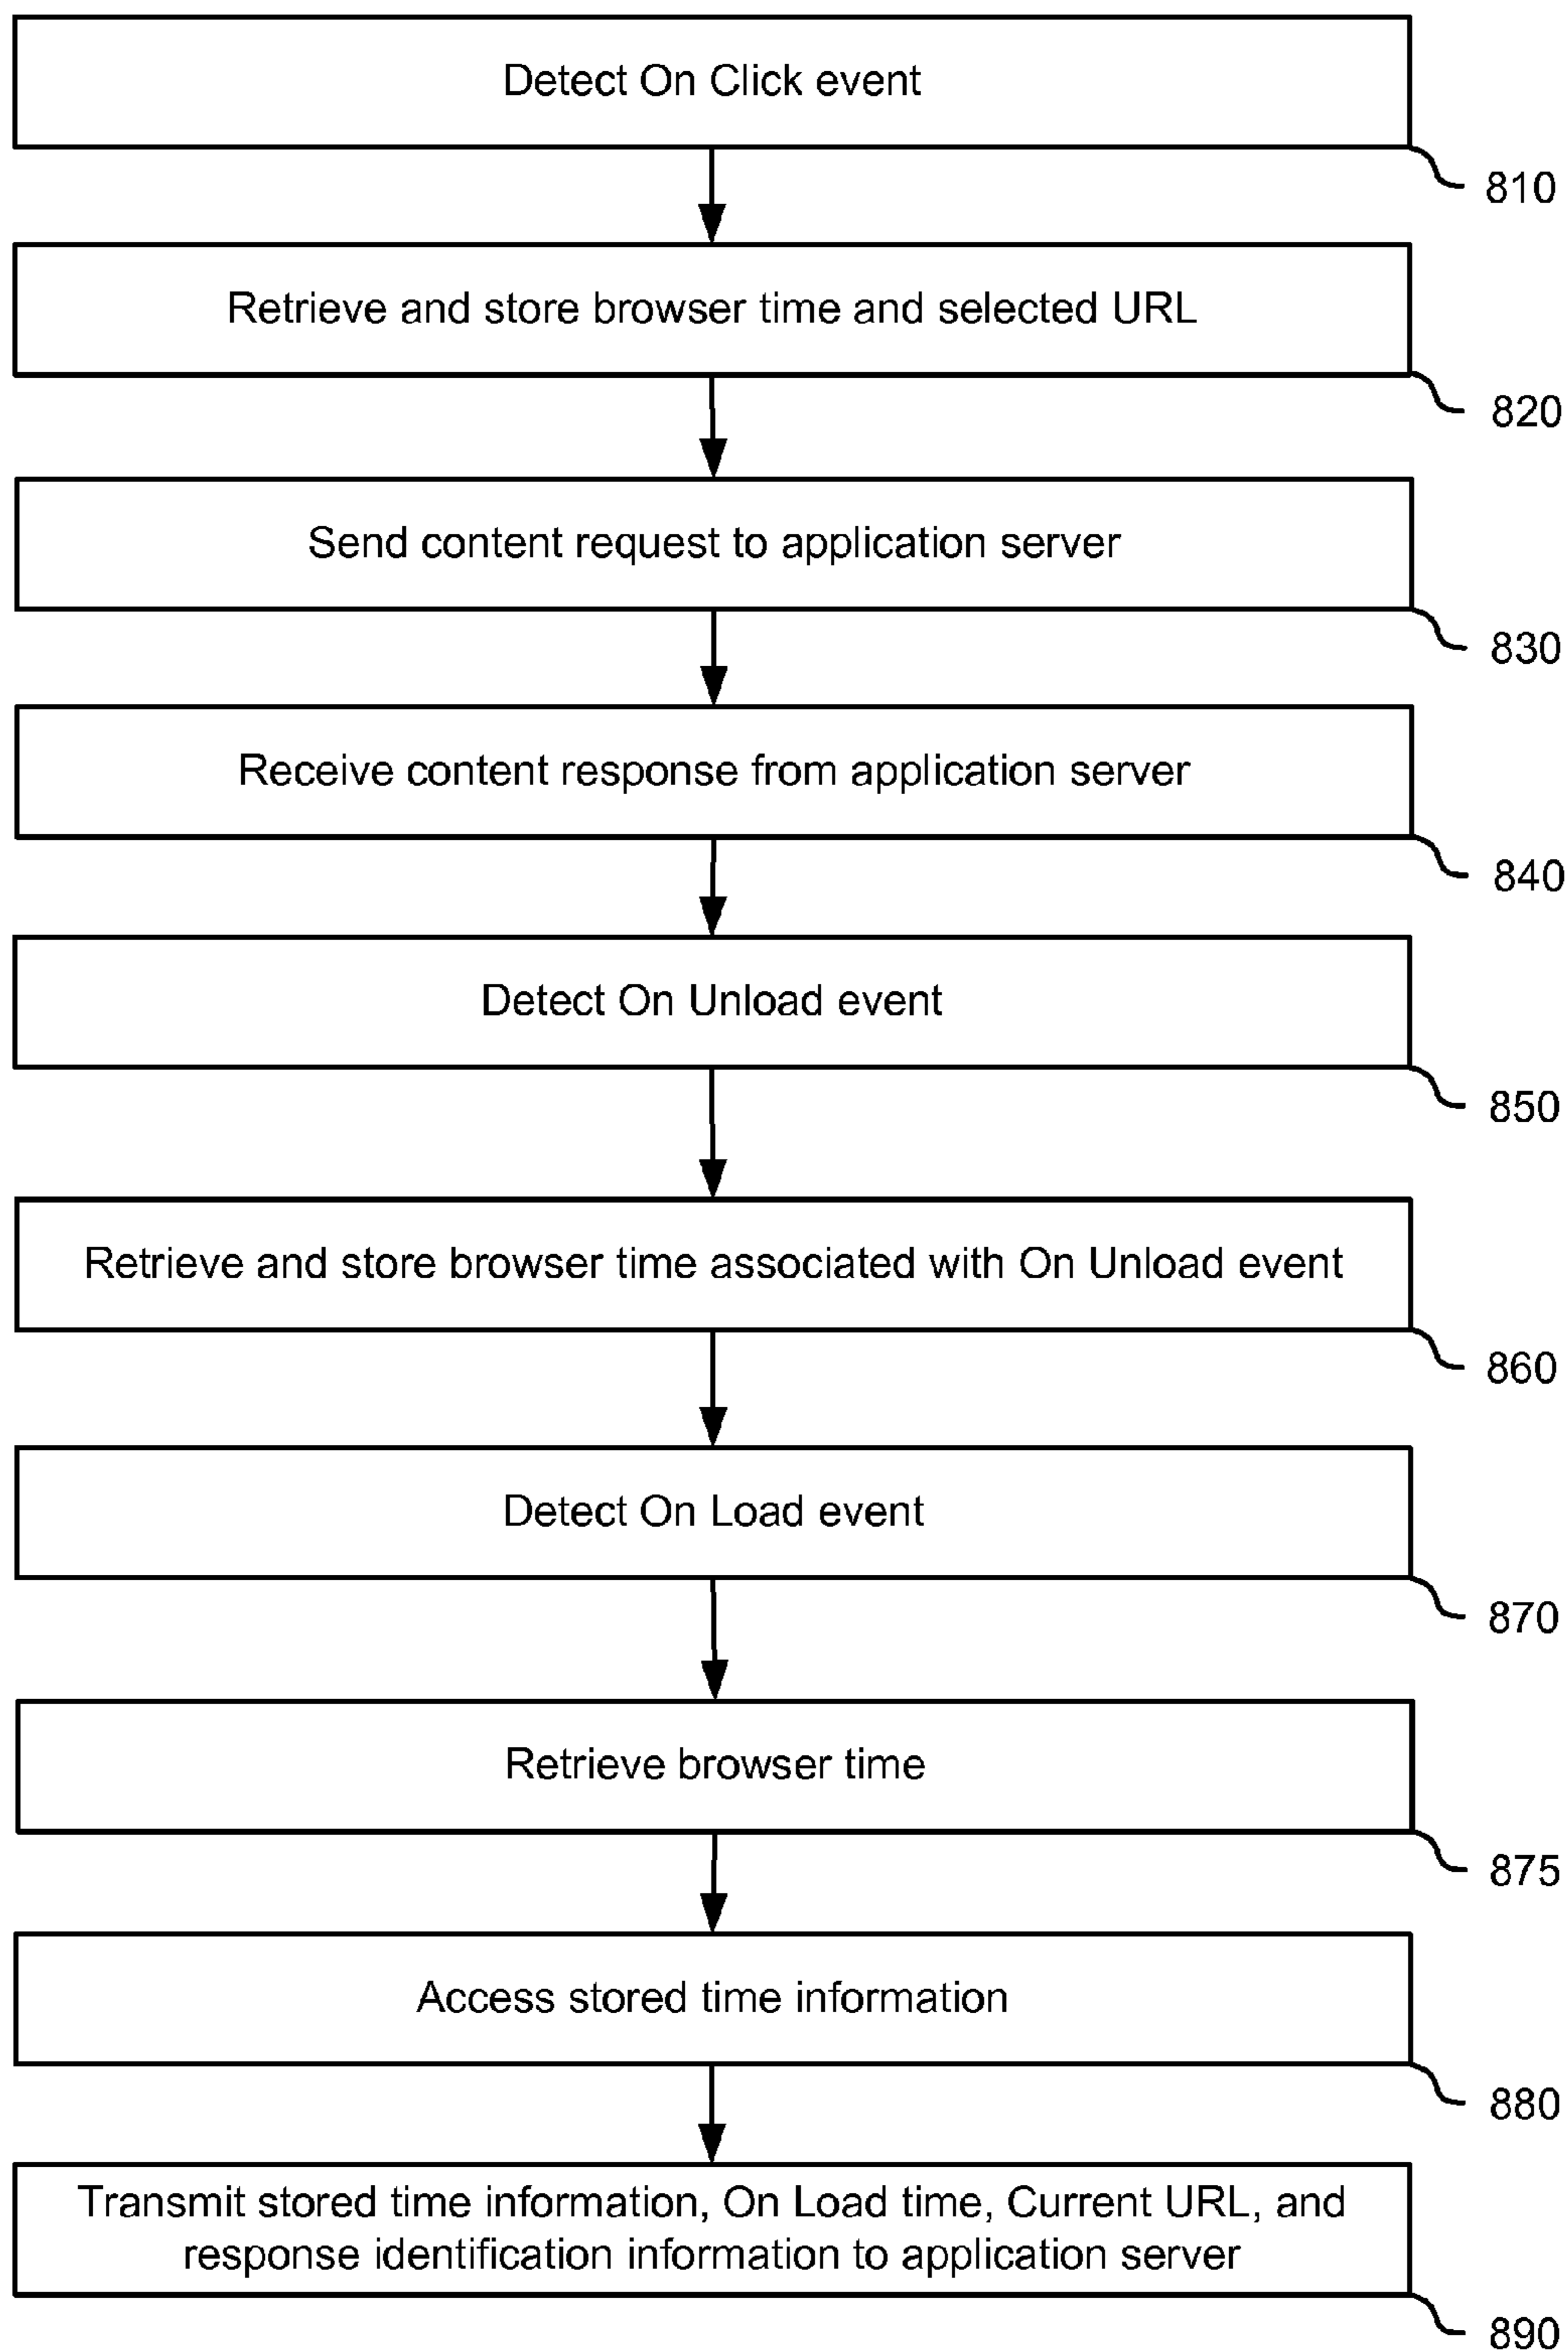 Detect On Click event
810
Retrieve and store browser time and selected URL
820
Send content request to application server
830
Receive content response from application server
840
Detect On Unload event
850
Retrieve and store browser time associated with On Unload event
860
Detect On Load event
870
Retrieve browser time
875
Access stored time information
880
Transmit stored time information, On Load time, Current URL, and
response identification information to application server
890